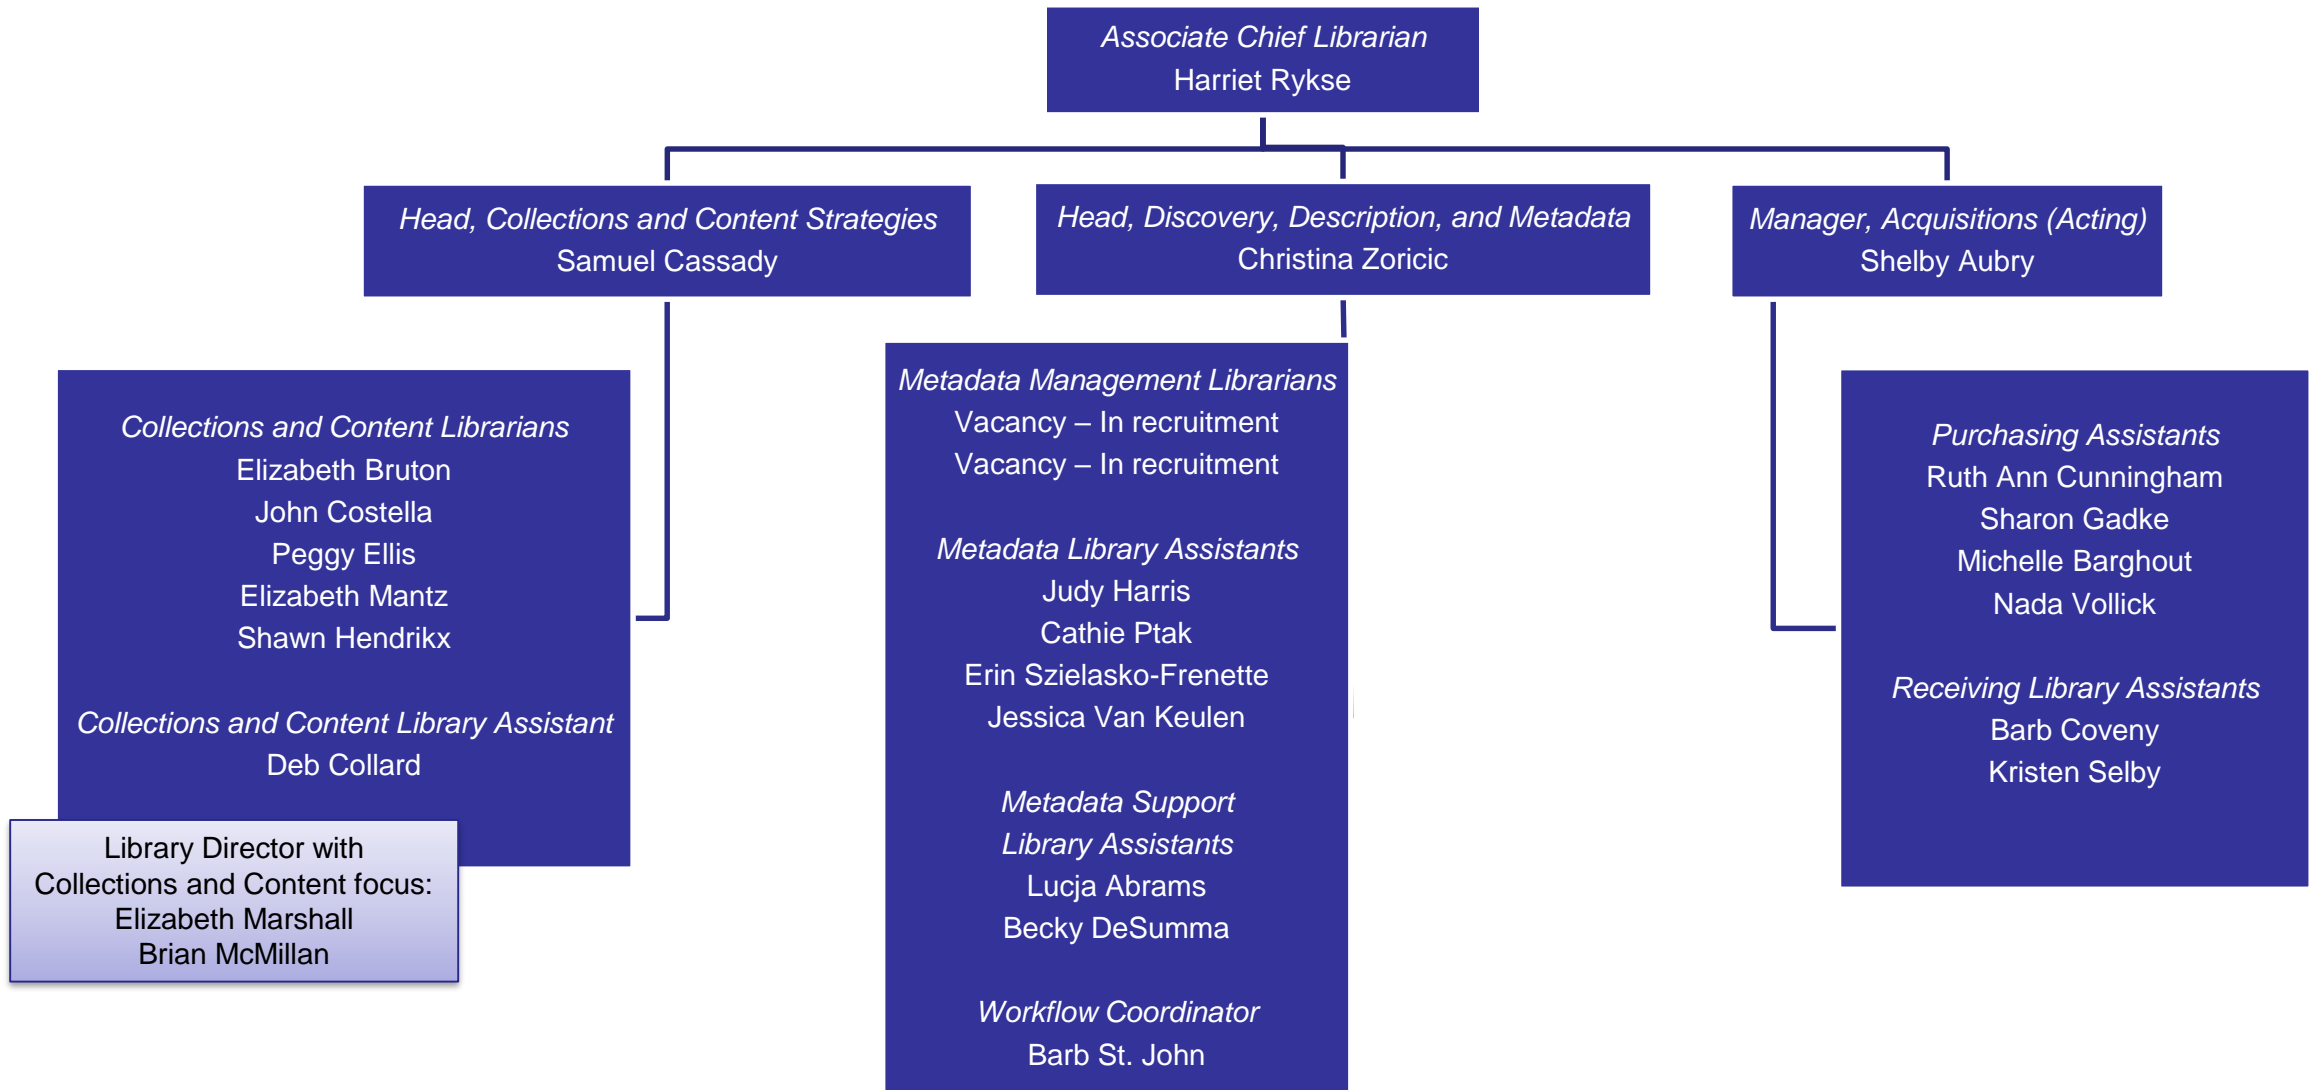 Associate Chief Librarian
Harriet Rykse
Head, Collections and Content Strategies
Samuel Cassady
Head, Discovery, Description, and Metadata
Christina Zoricic
Manager, Acquisitions (Acting)
Shelby Aubry
Collections and Content Librarians
Elizabeth Bruton
John Costella
Peggy Ellis
Elizabeth Mantz
Shawn Hendrikx
Collections and Content Library Assistant
Deb Collard
Library Director with
Collections and Content focus:
Elizabeth Marshall
Brian McMillan
Metadata Management Librarians
Vacancy – In recruitment
Vacancy – In recruitment
Metadata Library Assistants
Judy Harris
Cathie Ptak
Erin Szielasko-Frenette
Jessica Van Keulen
Metadata Support
Library Assistants
Lucja Abrams
Becky DeSumma
Workflow Coordinator
Barb St. John
Purchasing Assistants
Ruth Ann Cunningham
Sharon Gadke
Michelle Barghout
Nada Vollick
Receiving Library Assistants
Barb Coveny
Kristen Selby